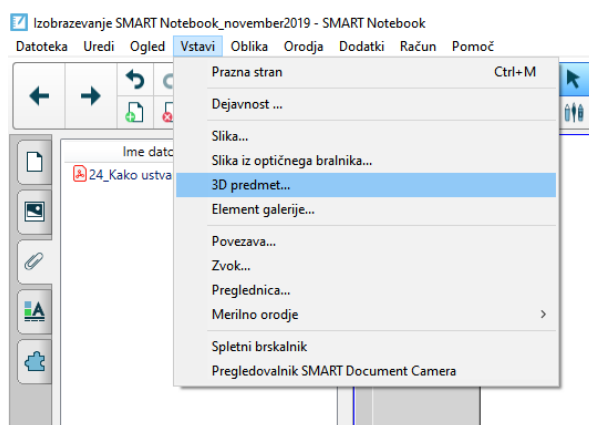 Izobrazevanje SMART Notebook_november2019 - SMART Notebook
Datoteka Uredi Ogled Vstavi Oblika Orodja Dodatki Račun Pomoč
Prazna stran Ctrl+M
Dejavnost ...
Slika...
Ime dato
Slika iz optičnega bralnika...
24_Kako ustva
3D predmet...
Element galerije...
Povezava...
Zvok...
Preglednica...
Merilno orodje
Spletni brskalnik
Pregledovalnik SMART Document Camera